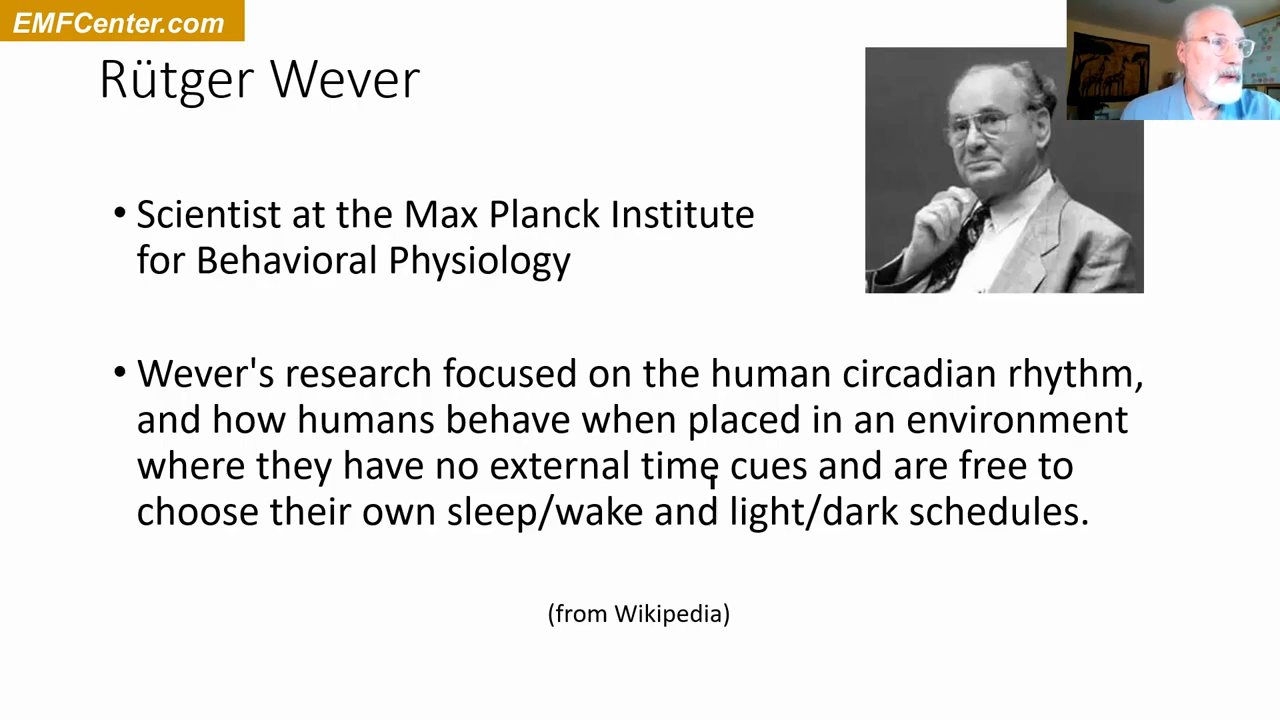 EMFCenter.com
Rütger Wever
• Scientist at the Max Planck Institute
for Behavioral Physiology
• Wever's research focused on the human circadian rhythm,
and how humans behave when placed in an environment
where they have no external time cues and are free to
choose their own sleep/wake and light/dark schedules.
(from Wikipedia)